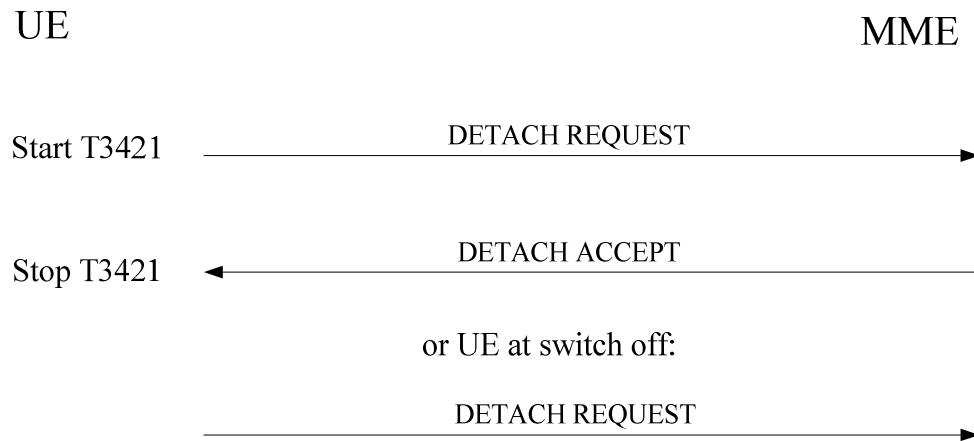 UE
MME
Start T3421
DETACH REQUEST
Stop T3421
DETACH ACCEPT
or UE at switch off:
DETACH REQUEST